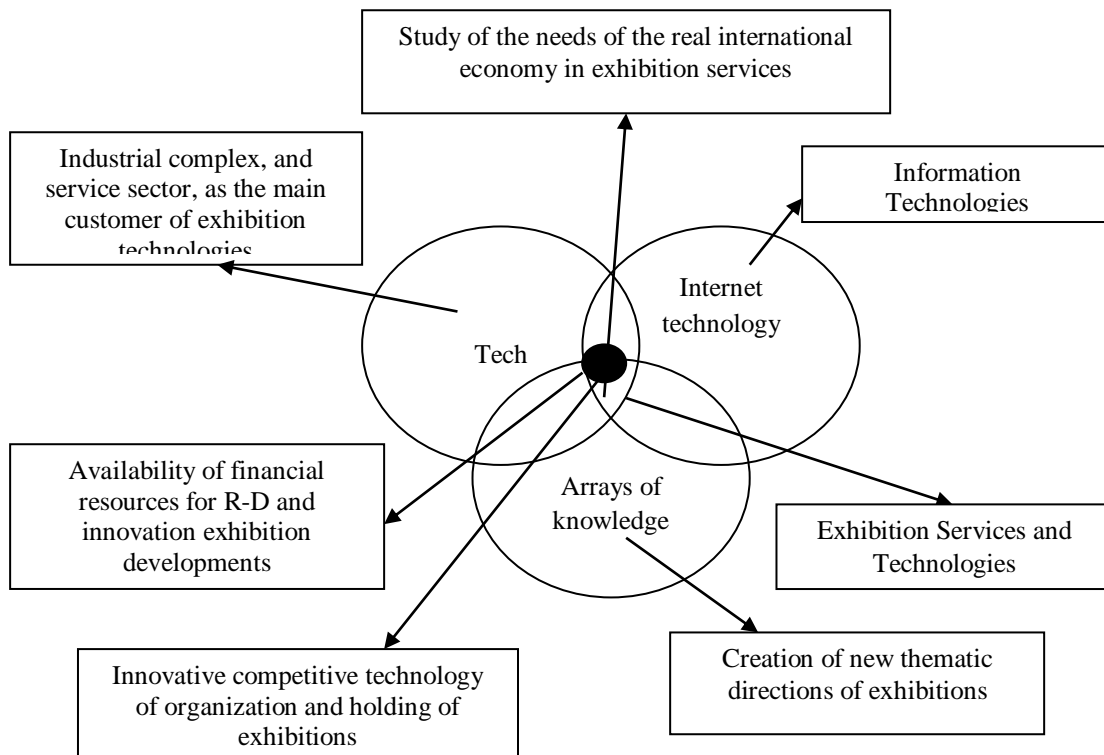 Study of the needs of the real international
economy in exhibition services
Industrial complex, and
service sector, as the main
customer of exhibition
technologies
Information
Technologies
Internet
technology
Tech
Arrays of
knowledge
Availability of financial
resources for R-D and
innovation exhibition
developments
Exhibition Services and
Technologies
Innovative competitive technology
of organization and holding of
exhibitions
Creation of new thematic
directions of exhibitions